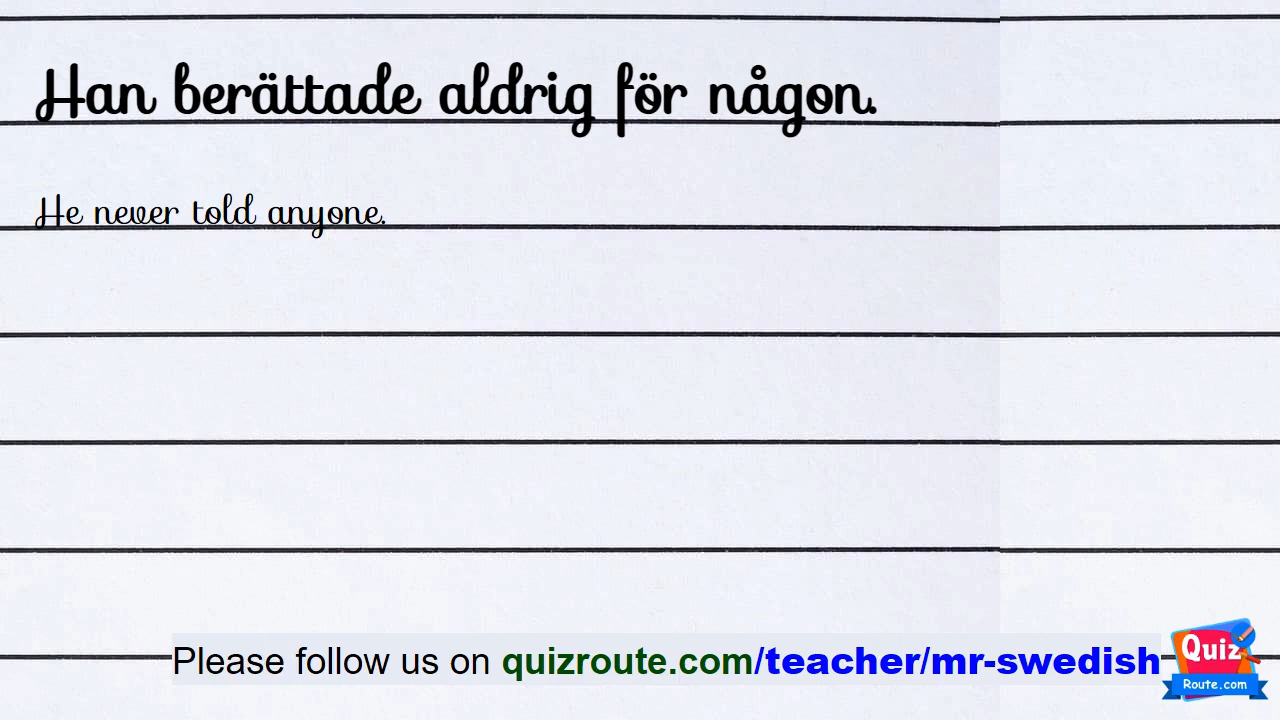 Han berättade aldrig för någon.
He never told anyone.
Please follow us on quizroute.com/teacher/mr-swedish
Quiz
Route.com